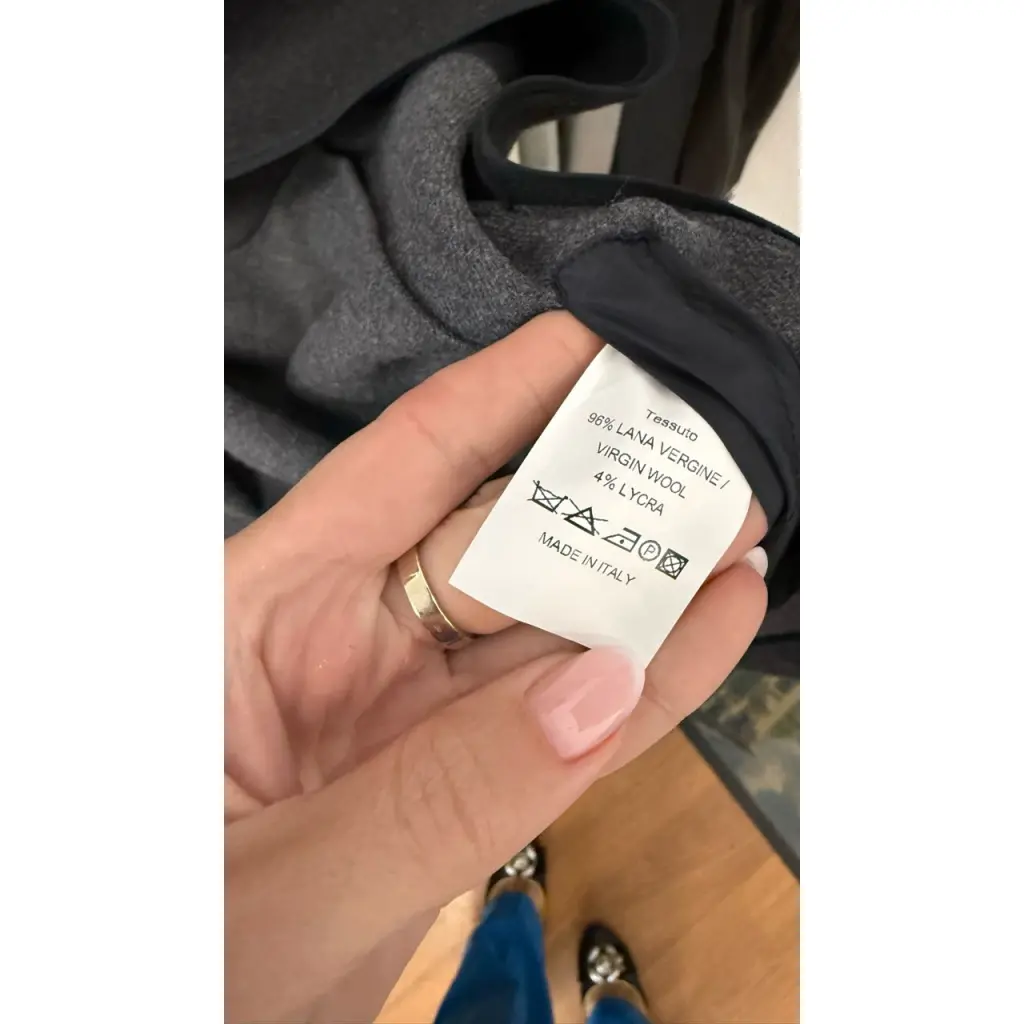 Tessuto
96% LANA VERGINE /
VIRGIN WOOL
4% LYCRA
P
MADE IN ITALY